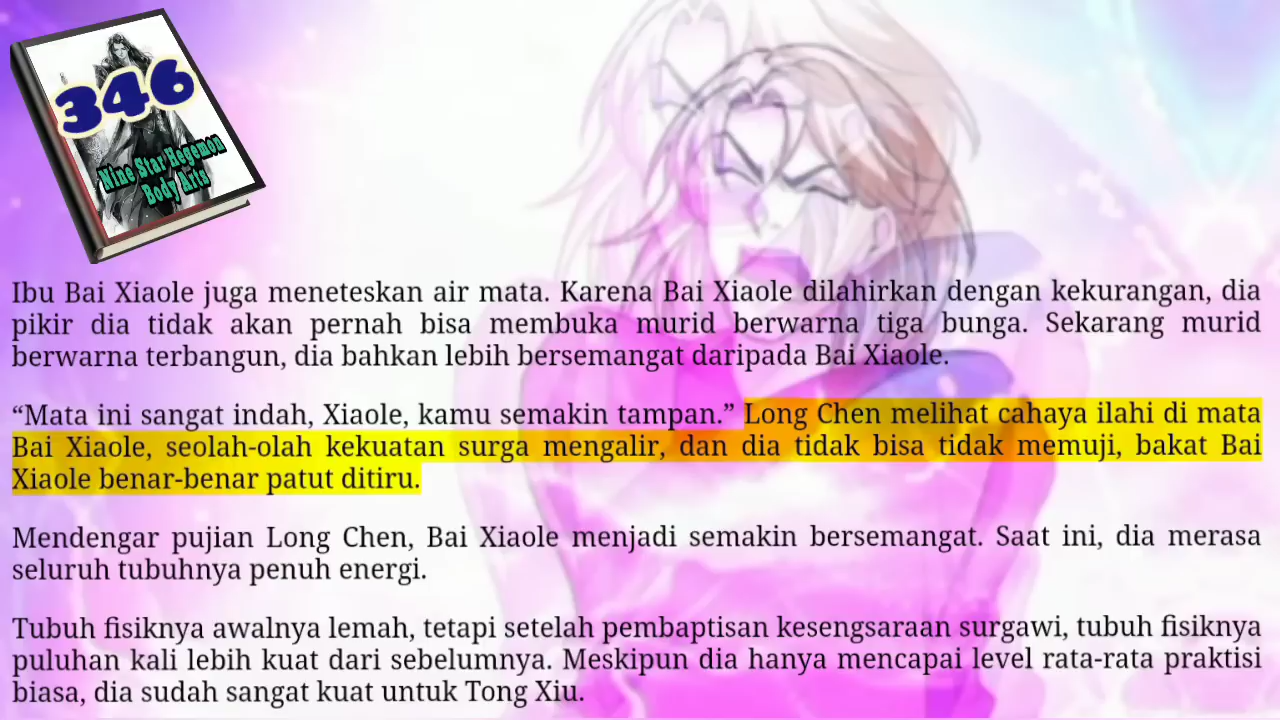 346
Nine Star Hegemon
Body Arts
Ibu Bai Xiaole juga meneteskan air mata. Karena Bai Xiaole dilahirkan dengan kekurangan, dia
pikir dia tidak akan pernah bisa membuka murid berwarna tiga bunga. Sekarang murid
berwarna terbangun, dia bahkan lebih bersemangat daripada Bai Xiaole.
“Mata ini sangat indah, Xiaole, kamu semakin tampan.” Long Chen melihat cahaya ilahi di mata
Bai Xiaole, seolah-olah kekuatan surga mengalir, dan dia tidak bisa tidak memuji, bakat Bai
Xiaole benar-benar patut ditiru.
Mendengar pujian Long Chen, Bai Xiaole menjadi semakin bersemangat. Saat ini, dia merasa
seluruh tubuhnya penuh energi.
Tubuh fisiknya awalnya lemah, tetapi setelah pembaptisan kesengsaraan surgawi, tubuh fisiknya
puluhan kali lebih kuat dari sebelumnya. Meskipun dia hanya mencapai level rata-rata praktisi
biasa, dia sudah sangat kuat untuk Tong Xiu.